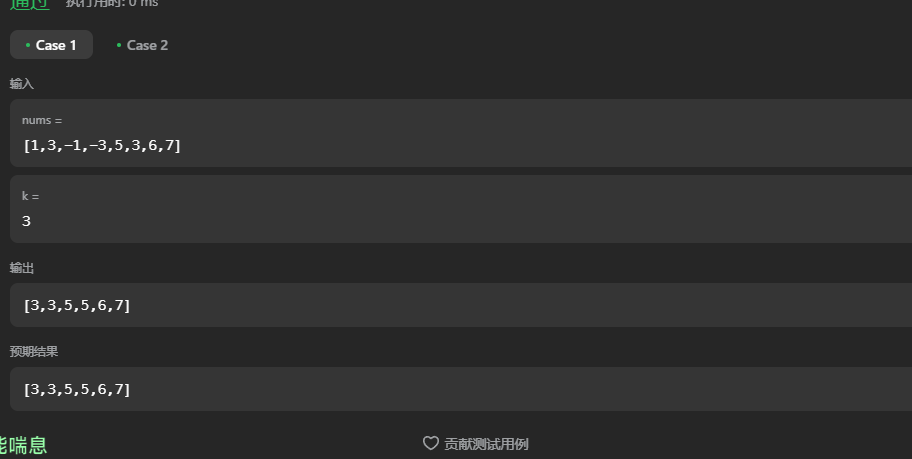 通过 执行用时: 0 ms
Case 1 Case 2
输入
nums =
[1,3,-1,-3,5,3,6,7]
k =
3
输出
[3,3,5,5,6,7]
预期结果
[3,3,5,5,6,7]
能喘息
贡献测试用例